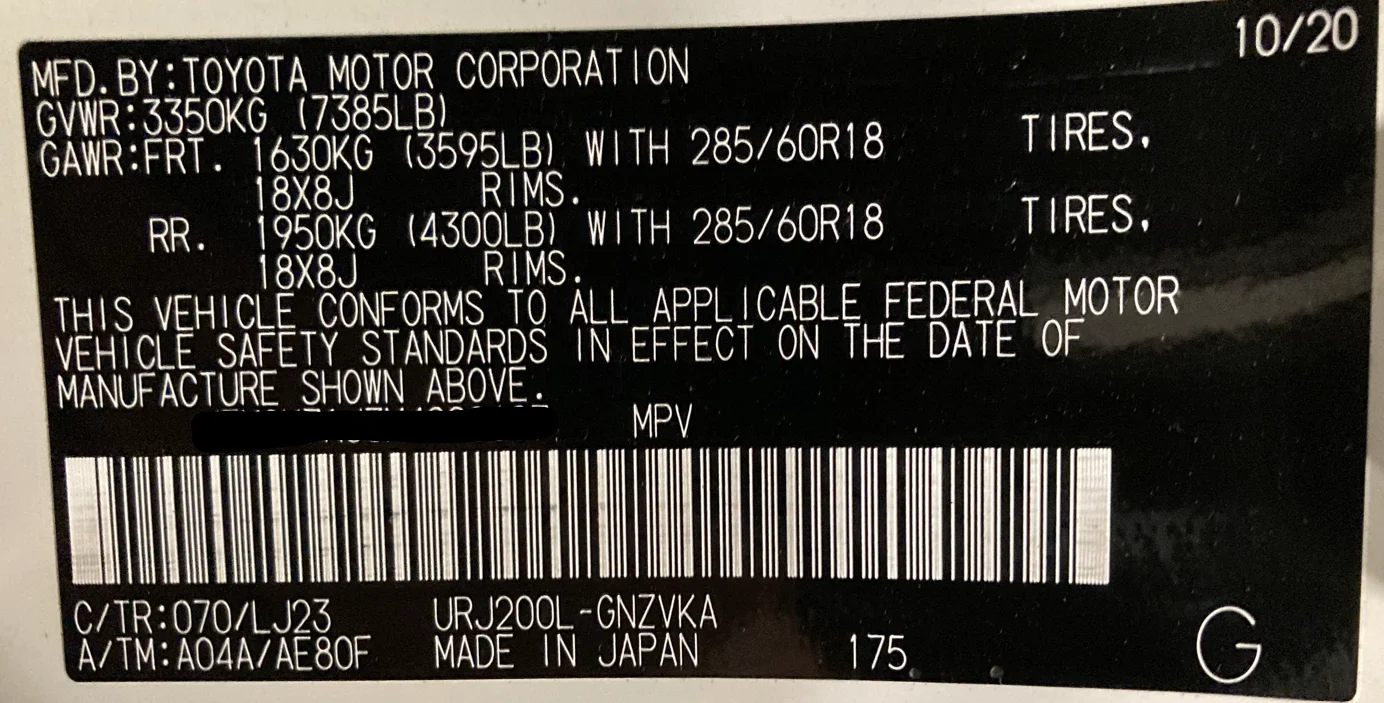 10/20
MFD.BY:TOYOTA MOTOR CORPORATION
GVWR:3350KG (7385LB)
GAWR:FRT. 1630KG (3595LB) WITH 285/60R18 TIRES.
18X8J RIMS.
RR. 1950KG (4300LB) WITH 285/60R18 TIRES.
18X8J RIMS.
THIS VEHICLE CONFORMS TO ALL APPLICABLE FEDERAL MOTOR
VEHICLE SAFETY STANDARDS IN EFFECT ON THE DATE OF
MANUFACTURE SHOWN ABOVE.
MPV
C/TR:070/LJ23 URJ200L-GNZVKA
A/TM:A04A/AE80F MADE IN JAPAN 175 G